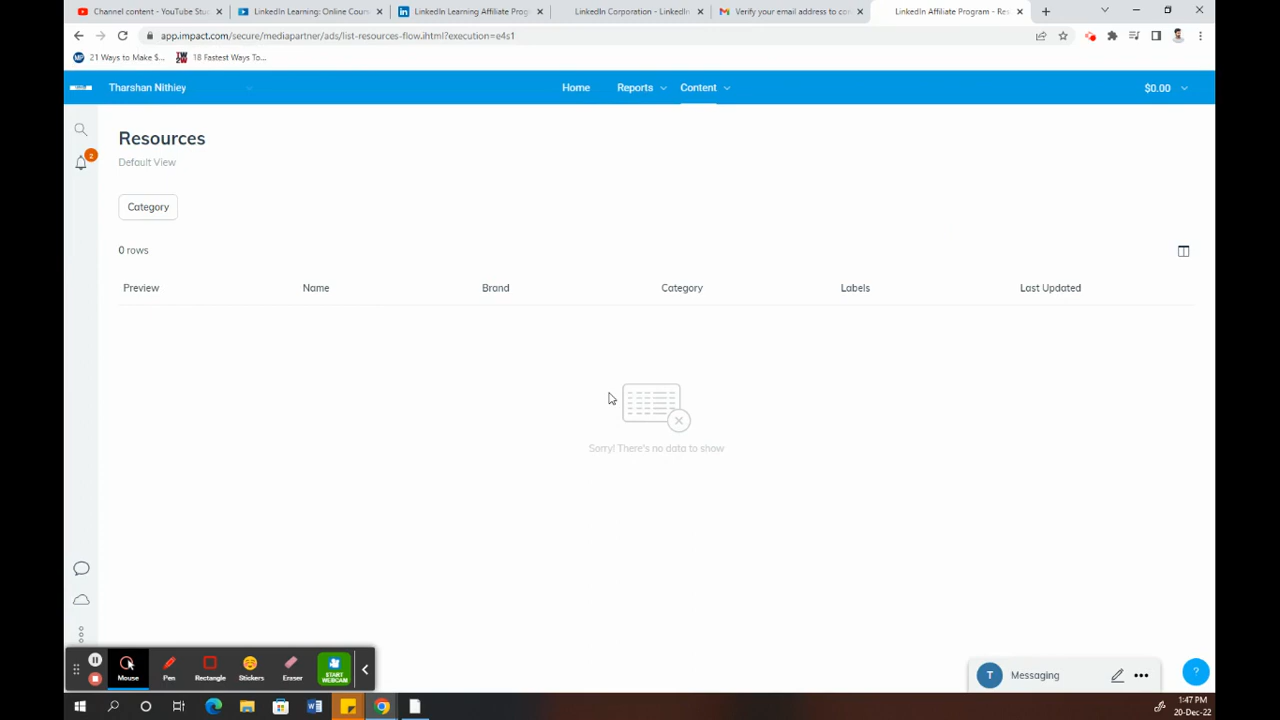 Channel content - YouTube Stu
LinkedIn Learning: Online Cours
LinkedIn Learning Affiliate Prog
LinkedIn Corporation - LinkedIn
Verify your email address to co
LinkedIn Affiliate Program - Res
app.impact.com/secure/mediapartner/ads/list-resources-flow.ihtml?execution=e4s1
21 Ways to Make $...
18 Fastest Ways To...
Tharshan Nithiey
Home
Reports
Content
$0.00
2
Resources
Default View
Category
0 rows
Preview
Name
Brand
Category
Labels
Last Updated
Sorry! There's no data to show
Mouse
Pen
Rectangle
Stickers
START
WEBCAM
Eraser
T
Messaging
?
1:47 PM
20-Dec-22